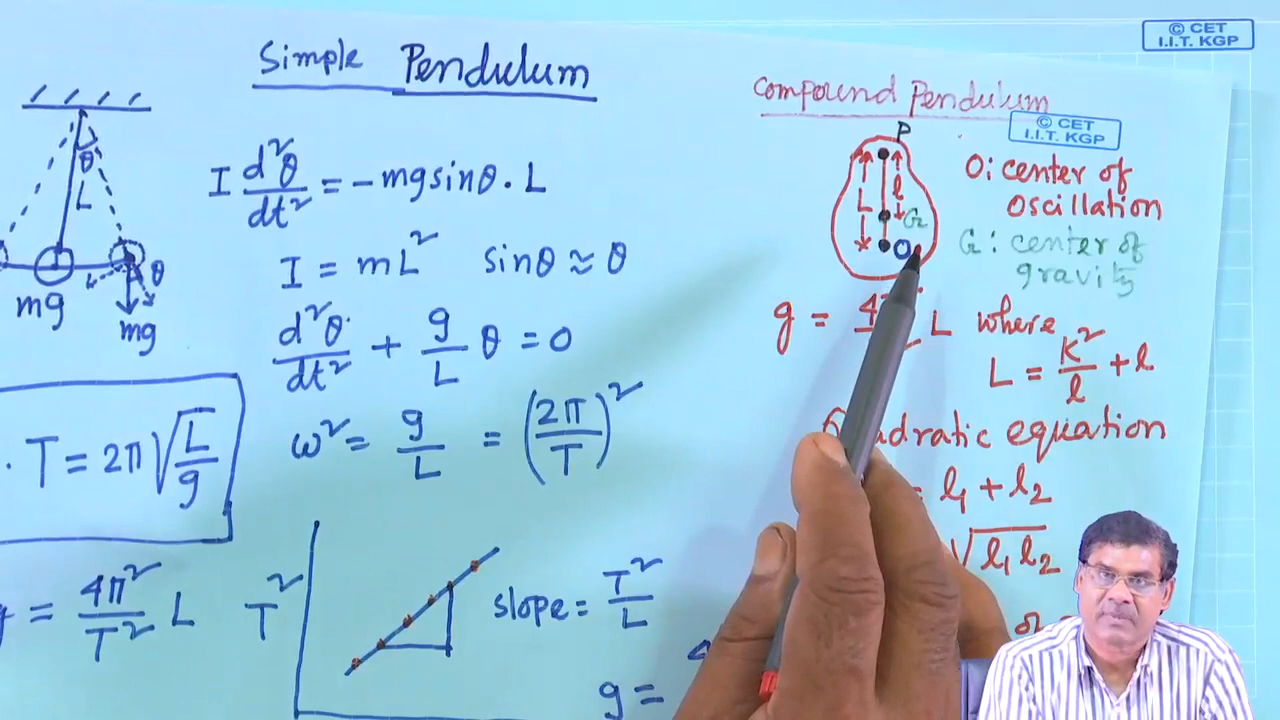 © CET
I.I.T. KGP
Simple Pendulum
θ
L
mg
θ
mg
I d²θ/dt² = -mg sinθ · L
I = mL² sinθ ≈ θ
d²θ/dt² + g/L θ = 0
ω² = g/L = (2π/T)²
T = 2π√(L/g)
= 4π²/T² L
T²
slope = T²/L
g =
Compound Pendulum
© CET
I.I.T. KGP
P
L
l
G
O
O: center of
oscillation
G: center of
gravity
g = L where
L = K²/l + l
equation
= l₁ + l₂
√l₁l₂